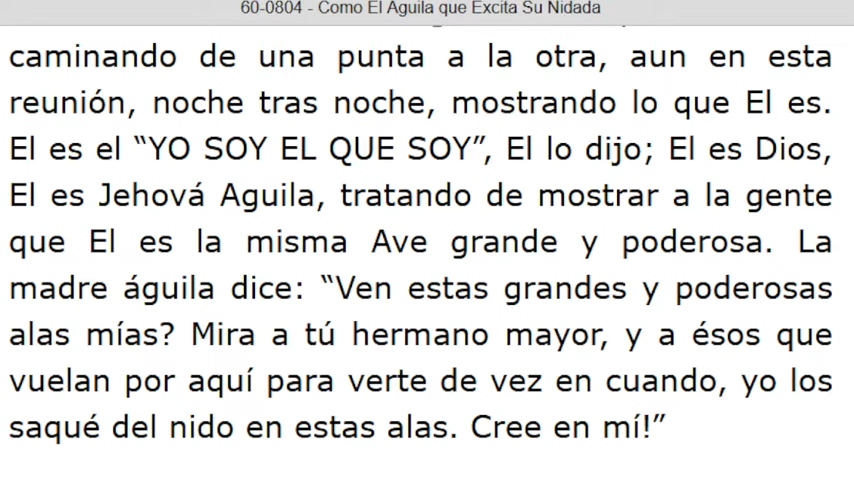 60-0804 - Como El Aguila que Excita Su Nidada
caminando de una punta a la otra, aun en esta
reunión, noche tras noche, mostrando lo que El es.
El es el “YO SOY EL QUE SOY”, El lo dijo; El es Dios,
El es Jehová Aguila, tratando de mostrar a la gente
que El es la misma Ave grande y poderosa. La
madre águila dice: “Ven estas grandes y poderosas
alas mías? Mira a tú hermano mayor, y a ésos que
vuelan por aquí para verte de vez en cuando, yo los
saqué del nido en estas alas. Cree en mí!”